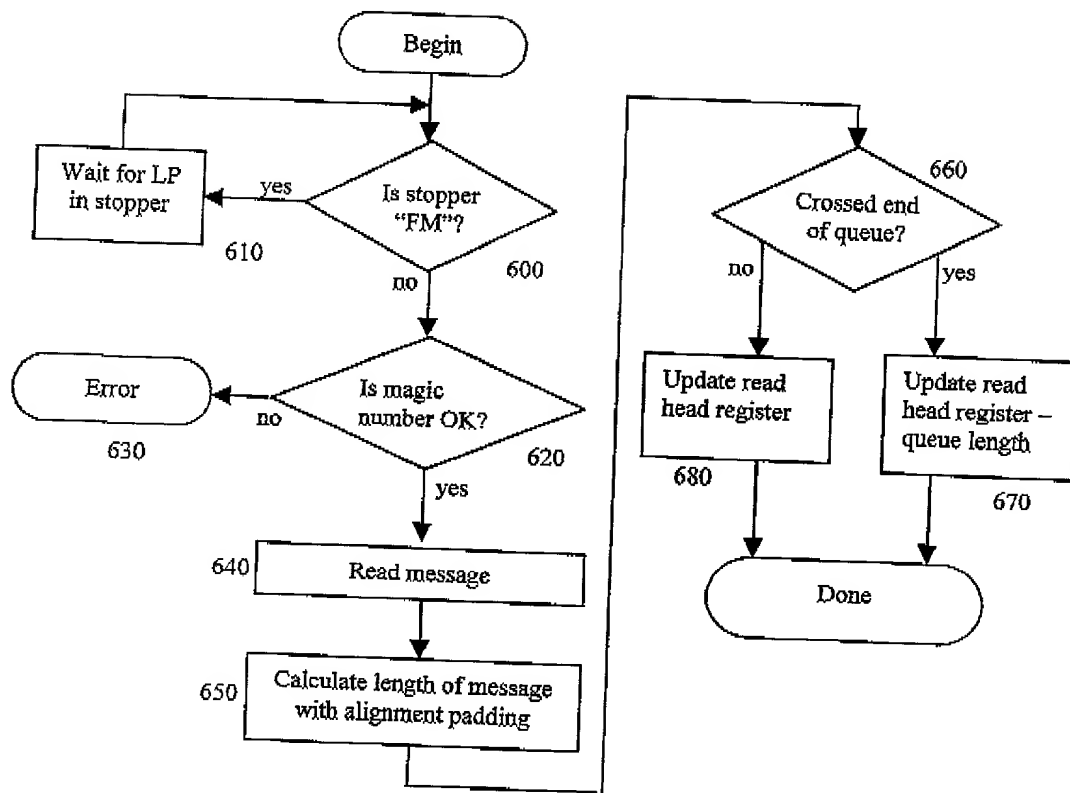 Begin
Wait for LP
in stopper
yes
610
Is stopper
“FM”?
600
no
Is magic
number OK?
620
no
Error
630
yes
640
Read message
650
Calculate length of message
with alignment padding
660
Crossed end
of queue?
no
yes
Update read
head register
680
Update read
head register –
queue length
670
Done